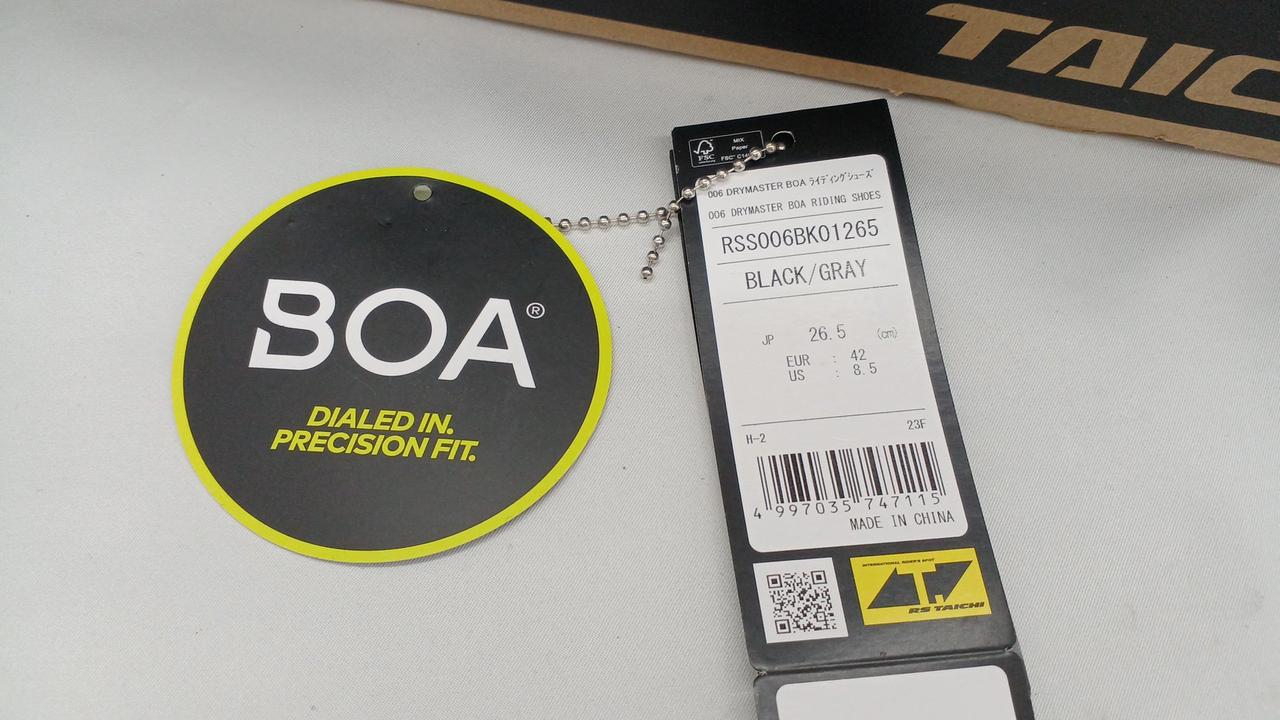 TAIC
BOA®
DIALED IN.
PRECISION FIT.
FSC
MIX
Paper
FSC® C14
006 DRYMASTER BOA ライディングシューズ
006 DRYMASTER BOA RIDING SHOES
RSS006BK01265
BLACK/GRAY
JP 26.5 (cm)
EUR : 42
US : 8.5
H-2 23F
4 997035 747115
MADE IN CHINA
INTERNATIONAL RIDER'S SPOT
RS TAICHI